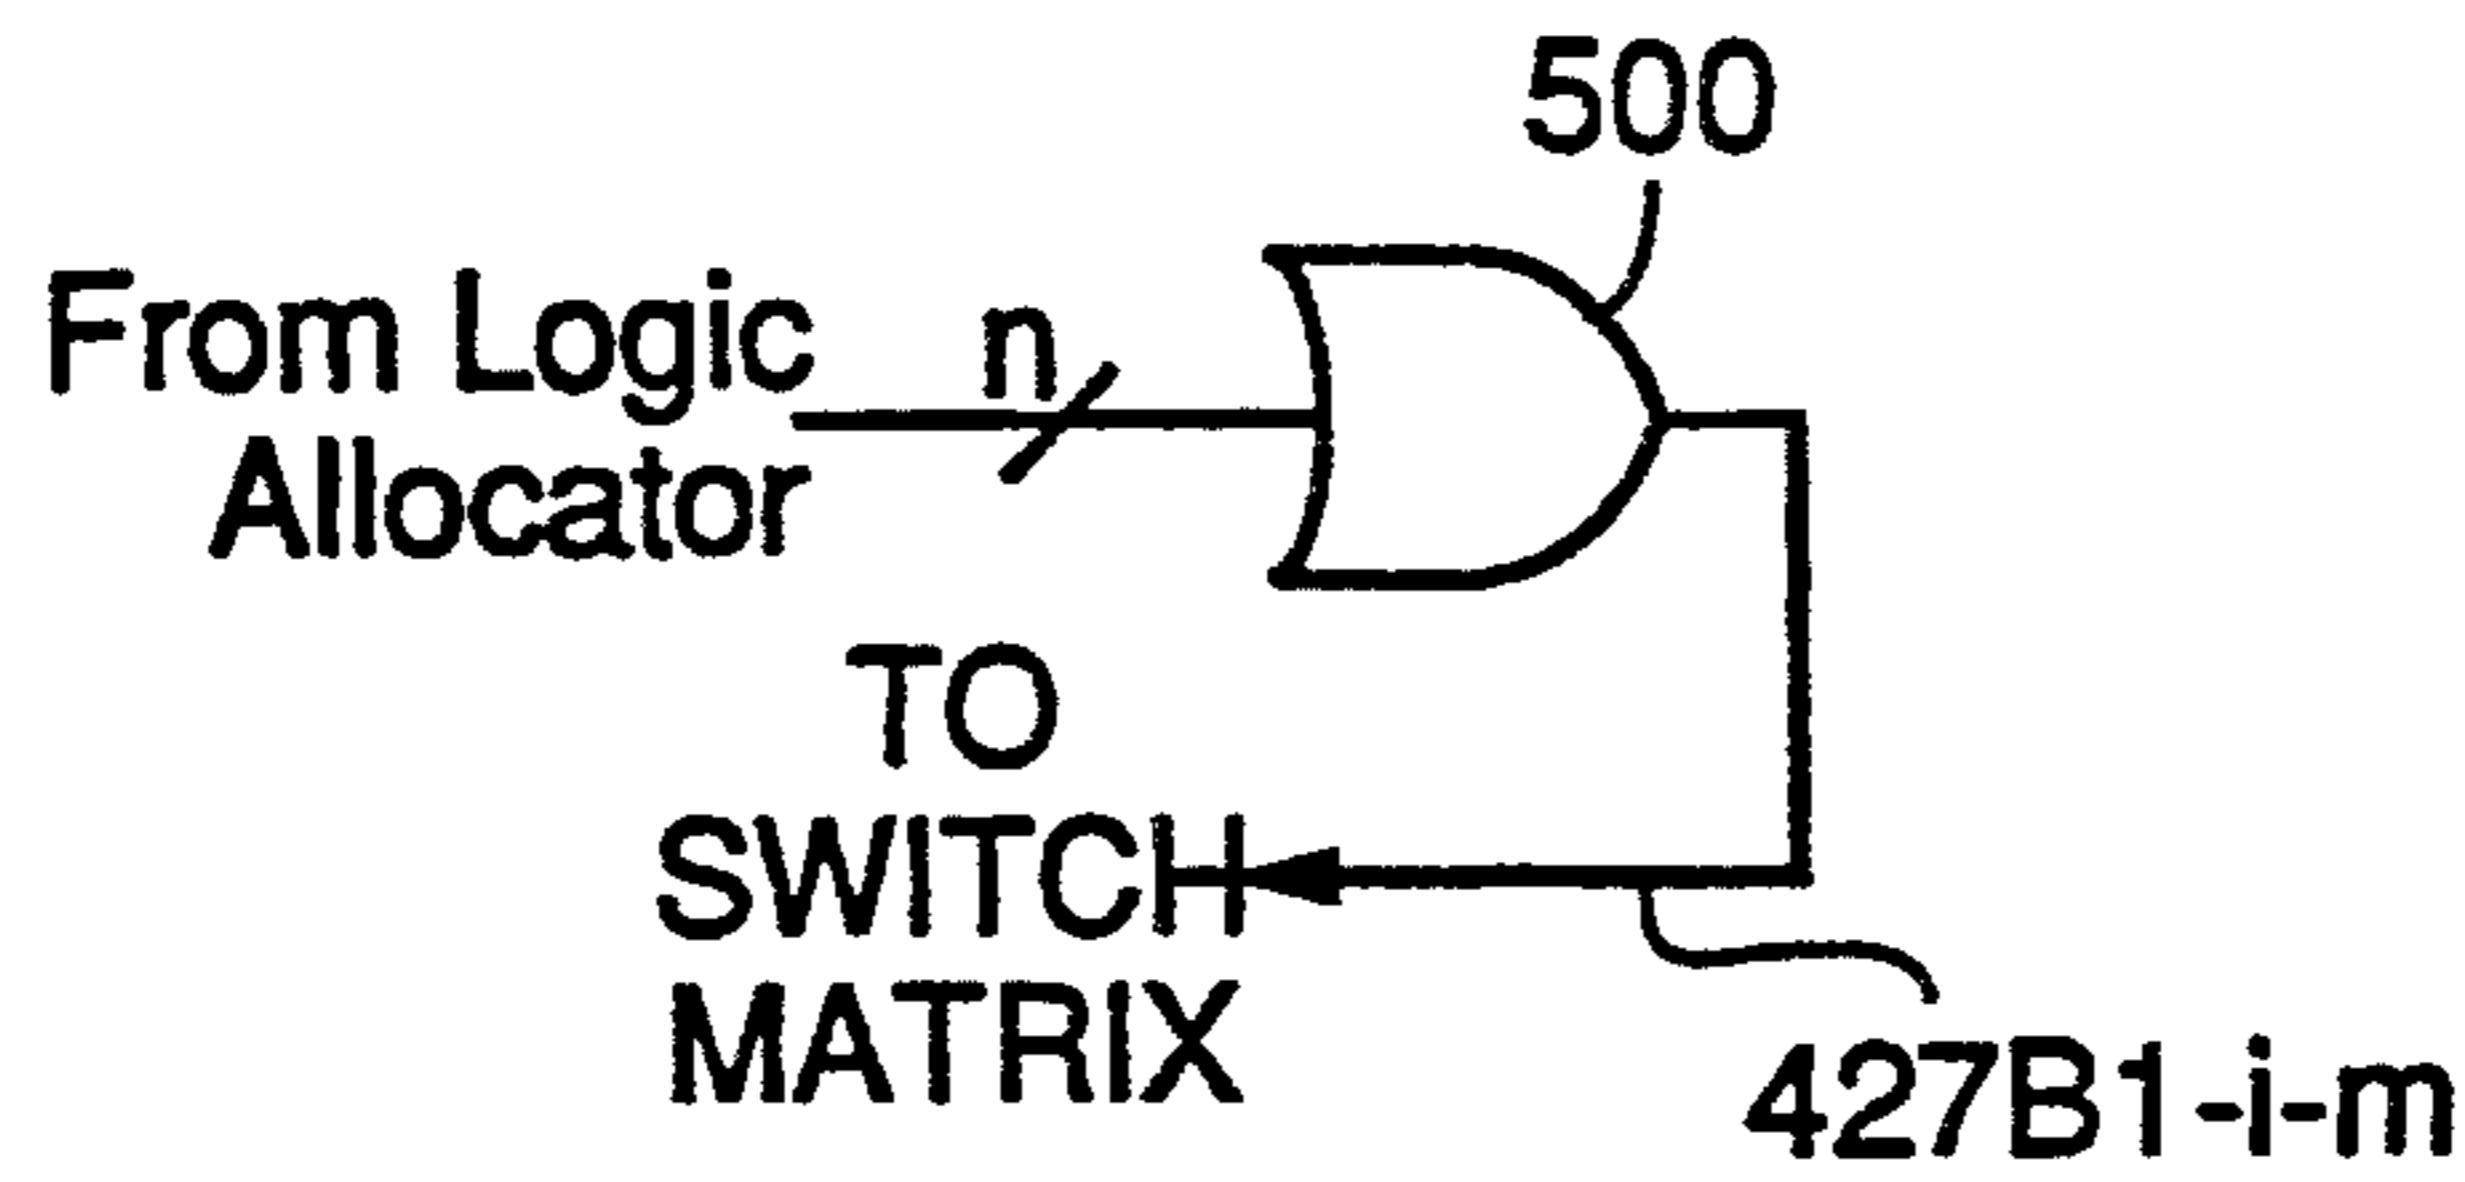 500
From Logic
Allocator
n
TO
SWITCH
MATRIX
427B1-i-m